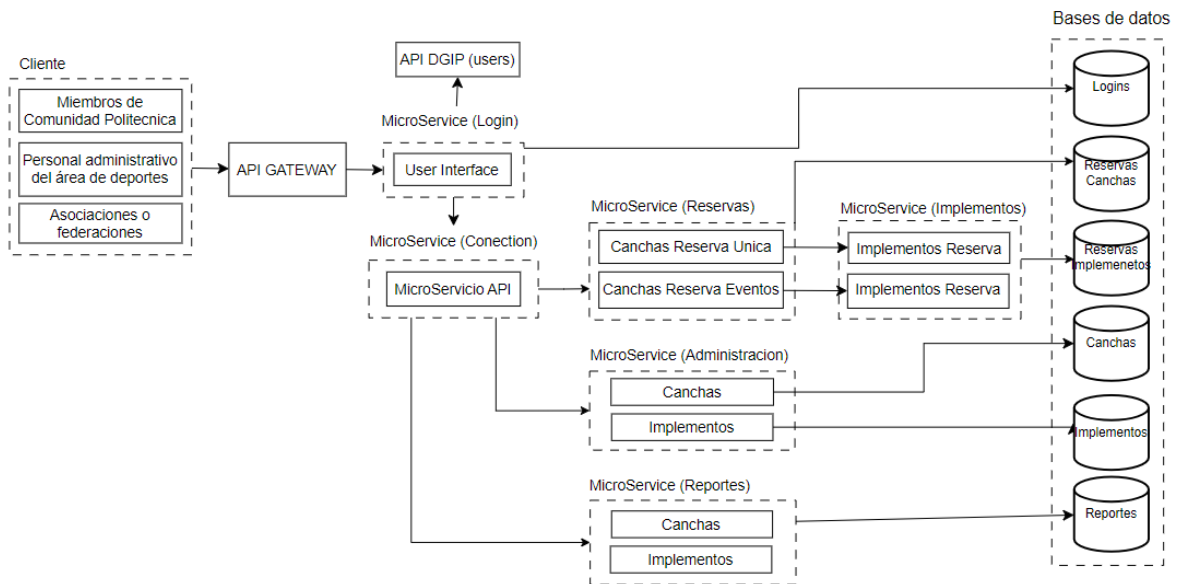 Bases de datos
Cliente
API DGIP (users)
Logins
Miembros de
Comunidad Politecnica
MicroService (Login)
Personal administrativo
del área de deportes
API GATEWAY
User Interface
Reservas
Canchas
Asociaciones o
federaciones
MicroService (Reservas)
MicroService (Implementos)
MicroService (Conection)
Canchas Reserva Unica
Implementos Reserva
Reservas
Implemenetos
MicroServicio API
Canchas Reserva Eventos
Implementos Reserva
Canchas
MicroService (Administracion)
Canchas
Implementos
Implementos
MicroService (Reportes)
Canchas
Reportes
Implementos